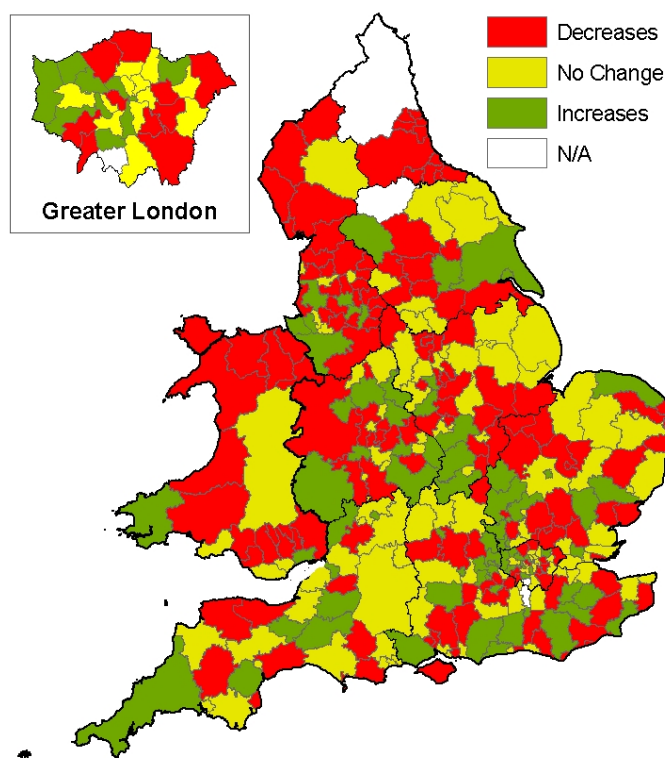 Greater London
Decreases
No Change
Increases
N/A